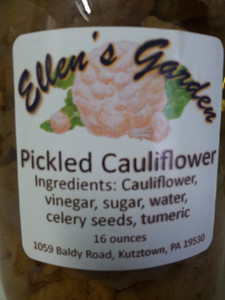 Ellen's Garden
Pickled Cauliflower
Ingredients: Cauliflower,
vinegar, sugar, water,
celery seeds, tumeric
16 ounces
1059 Baldy Road, Kutztown, PA 19530